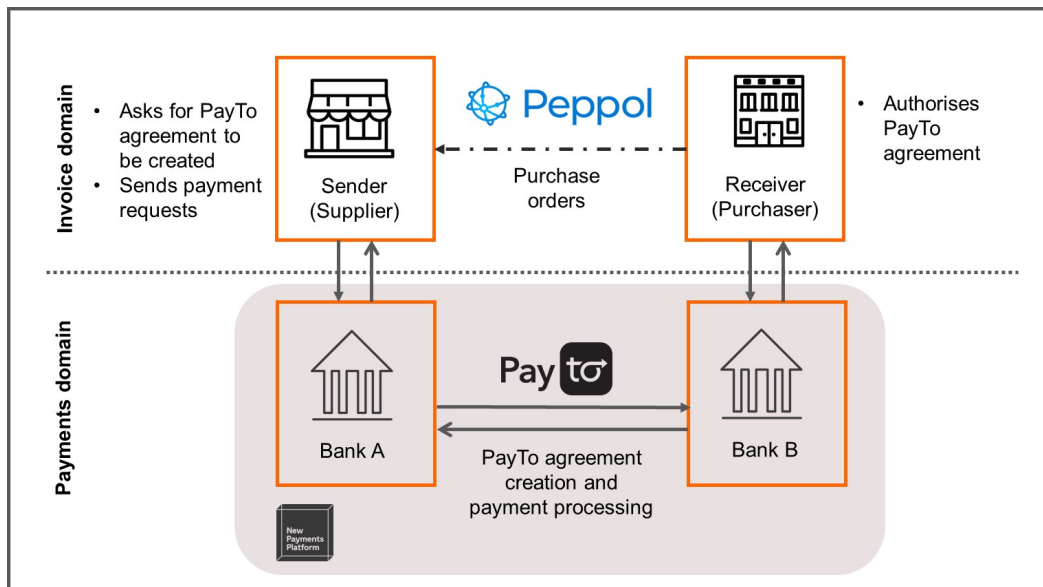 Invoice domain
• Asks for PayTo
agreement to
be created
• Sends payment
requests
Sender
(Supplier)
Peppol
Purchase
orders
Receiver
(Purchaser)
• Authorises
PayTo
agreement
Payments domain
Bank A
Pay to
PayTo agreement
creation and
payment processing
Bank B
New
Payments
Platform